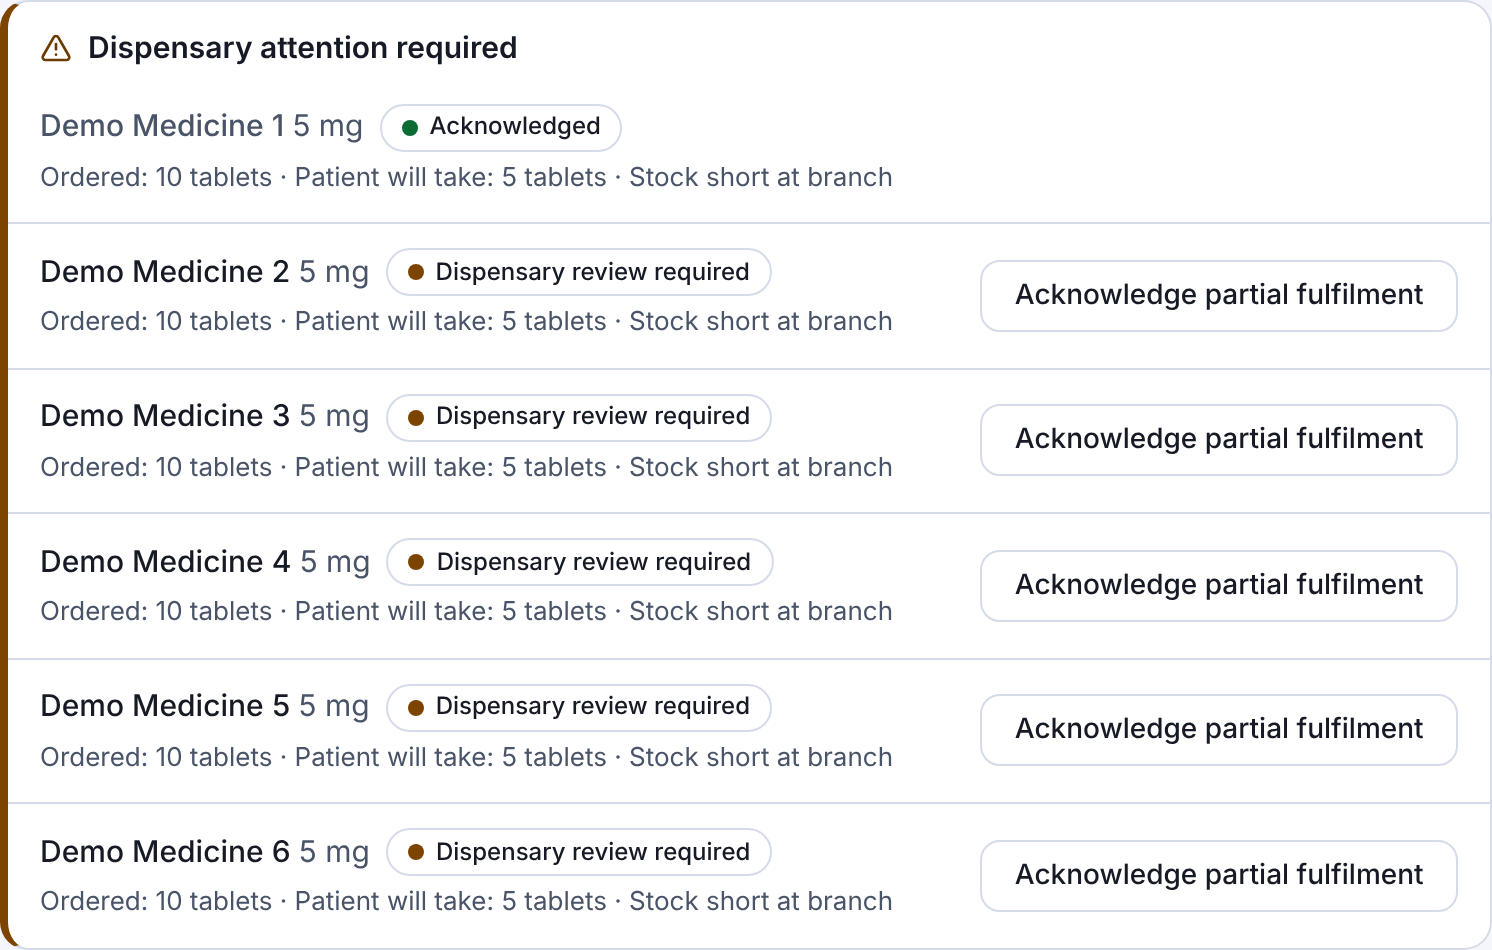 Dispensary attention required
Demo Medicine 1 5 mg Acknowledged
Ordered: 10 tablets · Patient will take: 5 tablets · Stock short at branch
Demo Medicine 2 5 mg Dispensary review required
Ordered: 10 tablets · Patient will take: 5 tablets · Stock short at branch
Acknowledge partial fulfilment
Demo Medicine 3 5 mg Dispensary review required
Ordered: 10 tablets · Patient will take: 5 tablets · Stock short at branch
Acknowledge partial fulfilment
Demo Medicine 4 5 mg Dispensary review required
Ordered: 10 tablets · Patient will take: 5 tablets · Stock short at branch
Acknowledge partial fulfilment
Demo Medicine 5 5 mg Dispensary review required
Ordered: 10 tablets · Patient will take: 5 tablets · Stock short at branch
Acknowledge partial fulfilment
Demo Medicine 6 5 mg Dispensary review required
Ordered: 10 tablets · Patient will take: 5 tablets · Stock short at branch
Acknowledge partial fulfilment